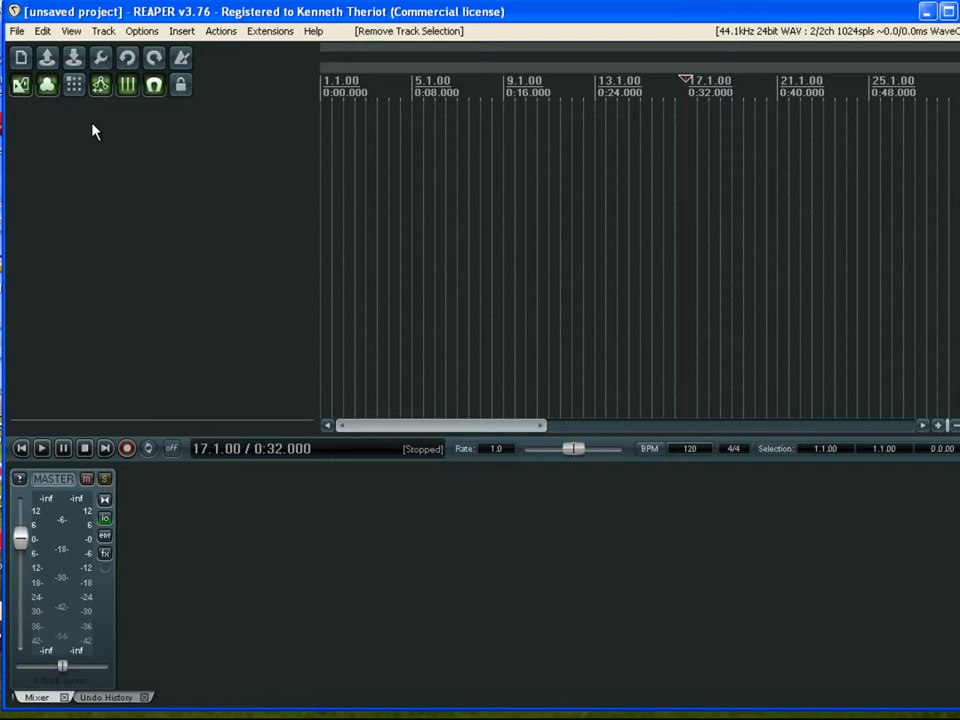 [unsaved project] - REAPER v3.76 - Registered to Kenneth Theriot (Commercial license)
File Edit View Track Options Insert Actions Extensions Help [Remove Track Selection] [44.1kHz 24bit WAV : 2/2ch 1024spls ~0.0/0.0ms WaveO
1.1.00 5.1.00 9.1.00 13.1.00 17.1.00 21.1.00 25.1.00
0:00.000 0:08.000 0:16.000 0:24.000 0:32.000 0:40.000 0:48.000
off 17.1.00 / 0:32.000 [Stopped] Rate: 1.0 BPM 120 4/4 Selection: 1.1.00 1.1.00 0.0.00
? MASTER m S
-inf -inf
12 -6- 12
6 6
0- -0
6- -18- -6
12- -12
18- -30- -18
24- -24
30- -42- -30
36- -36
42- -54- -42
-inf -inf
io
env
fx
Mixer Undo History